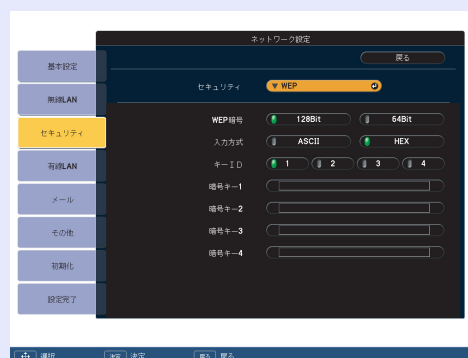 ネットワーク設定
戻る
基本設定
無線LAN
セキュリティ
有線LAN
メール
その他
初期化
設定完了
セキュリティ ▼ WEP
WEP暗号 128Bit 64Bit
入力方式 ASCII HEX
キーID 1 2 3 4
暗号キー1
暗号キー2
暗号キー3
暗号キー4
選択 決定 決定 戻る 戻る